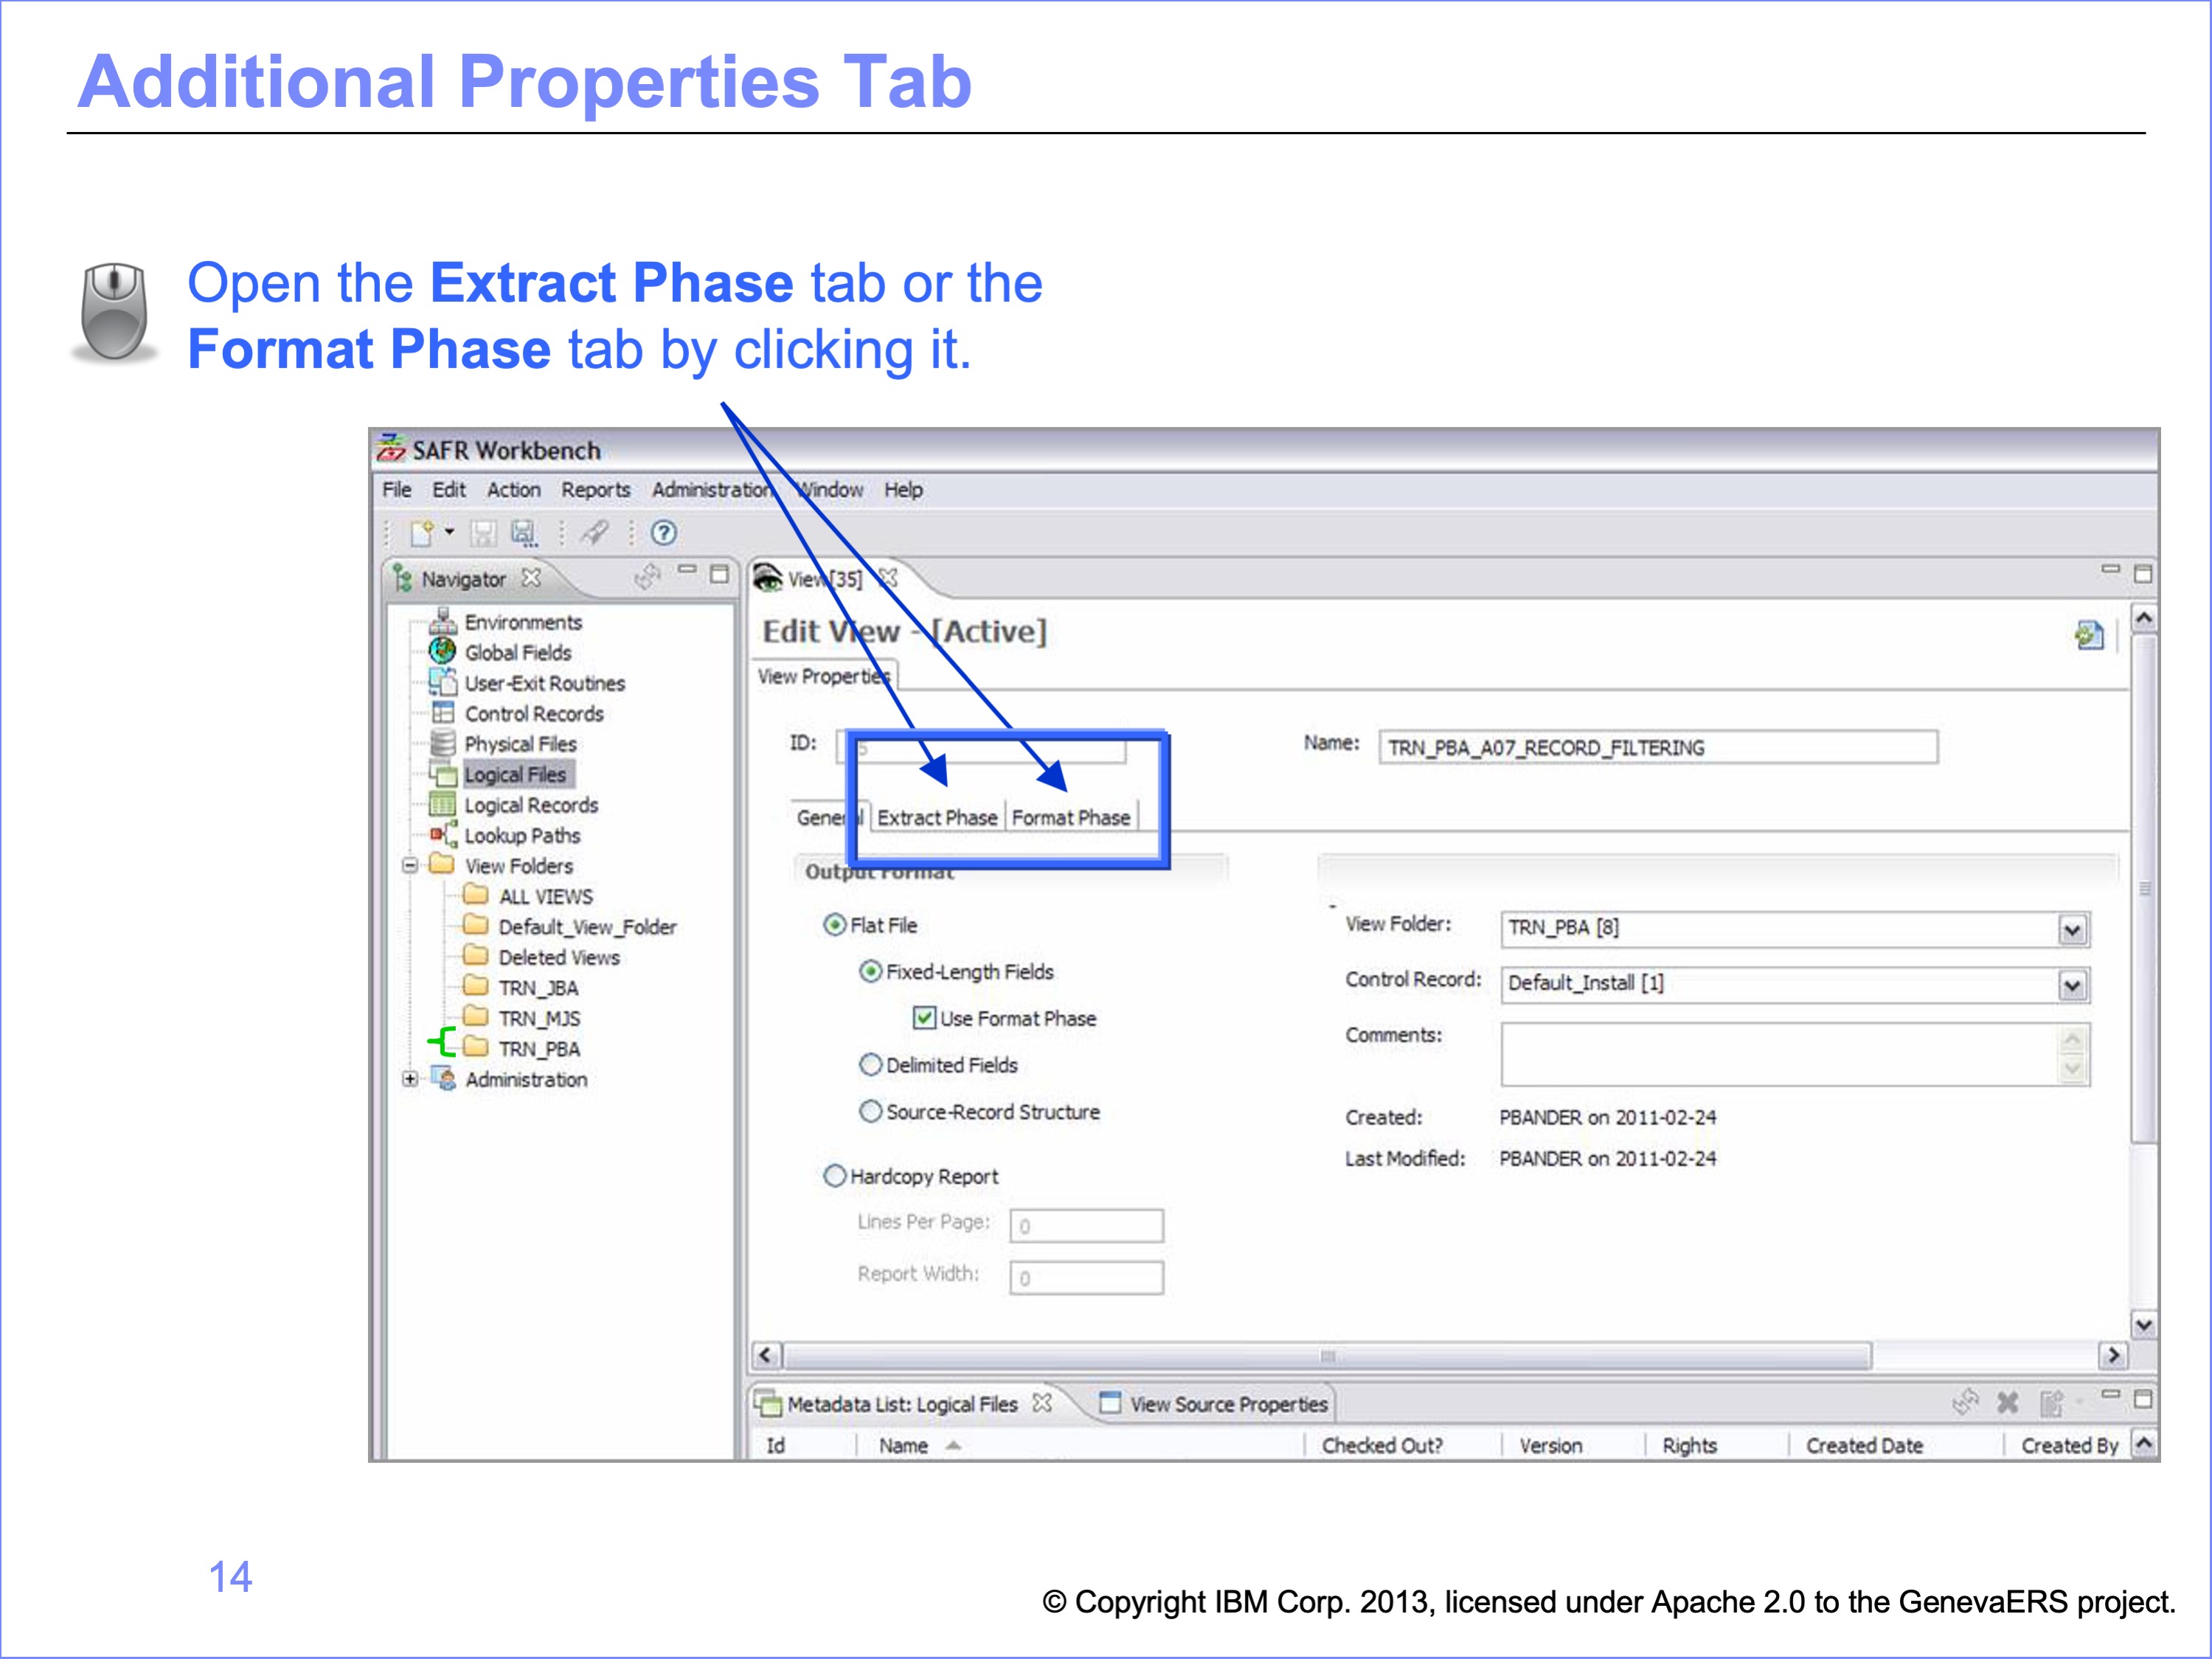 Additional Properties Tab
Open the Extract Phase tab or the
Format Phase tab by clicking it.
SAFR Workbench
File Edit Action Reports Administration Window Help
Navigator
Environments
Global Fields
User-Exit Routines
Control Records
Physical Files
Logical Files
Logical Records
Lookup Paths
View Folders
ALL VIEWS
Default_View_Folder
Deleted Views
TRN_JBA
TRN_MJS
TRN_PBA
Administration
View[35]
Edit View - [Active]
View Properties
ID:
Name: TRN_PBA_A07_RECORD_FILTERING
General Extract Phase Format Phase
Output Format
Flat File
Fixed-Length Fields
Use Format Phase
Delimited Fields
Source-Record Structure
Hardcopy Report
Lines Per Page: 0
Report Width: 0
View Folder: TRN_PBA [8]
Control Record: Default_Install [1]
Comments:
Created: PBANDER on 2011-02-24
Last Modified: PBANDER on 2011-02-24
Metadata List: Logical Files View Source Properties
Id Name Checked Out? Version Rights Created Date Created By
14
© Copyright IBM Corp. 2013, licensed under Apache 2.0 to the GenevaERS project.